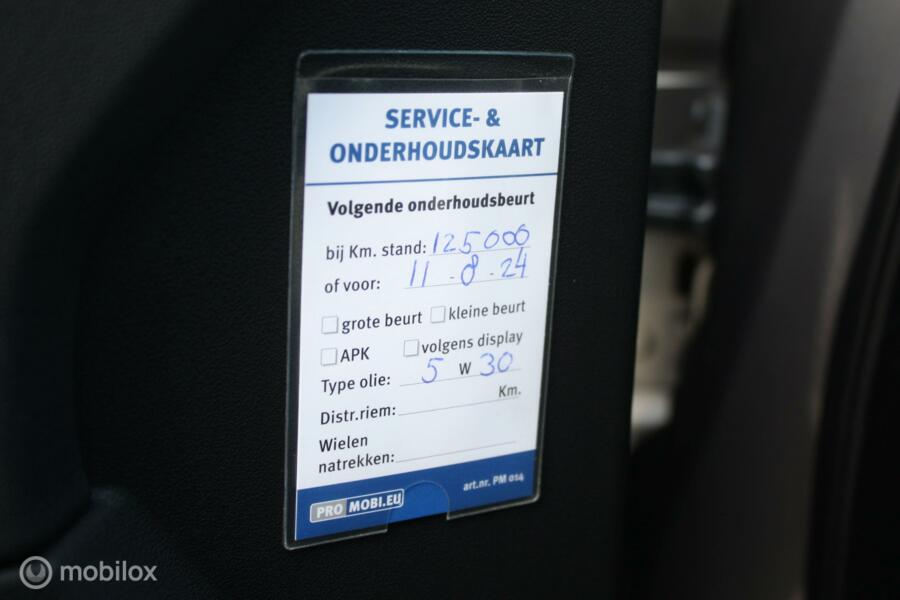 SERVICE- &
ONDERHOUDSKAART
Volgende onderhoudsbeurt
bij Km. stand: 125000
of voor: 11-8-24
grote beurt kleine beurt
APK volgens display
Type olie: 5 W 30
Distr.riem: Km.
Wielen
natrekken:
PRO MOBI.EU art.nr. PM 014
mobilox